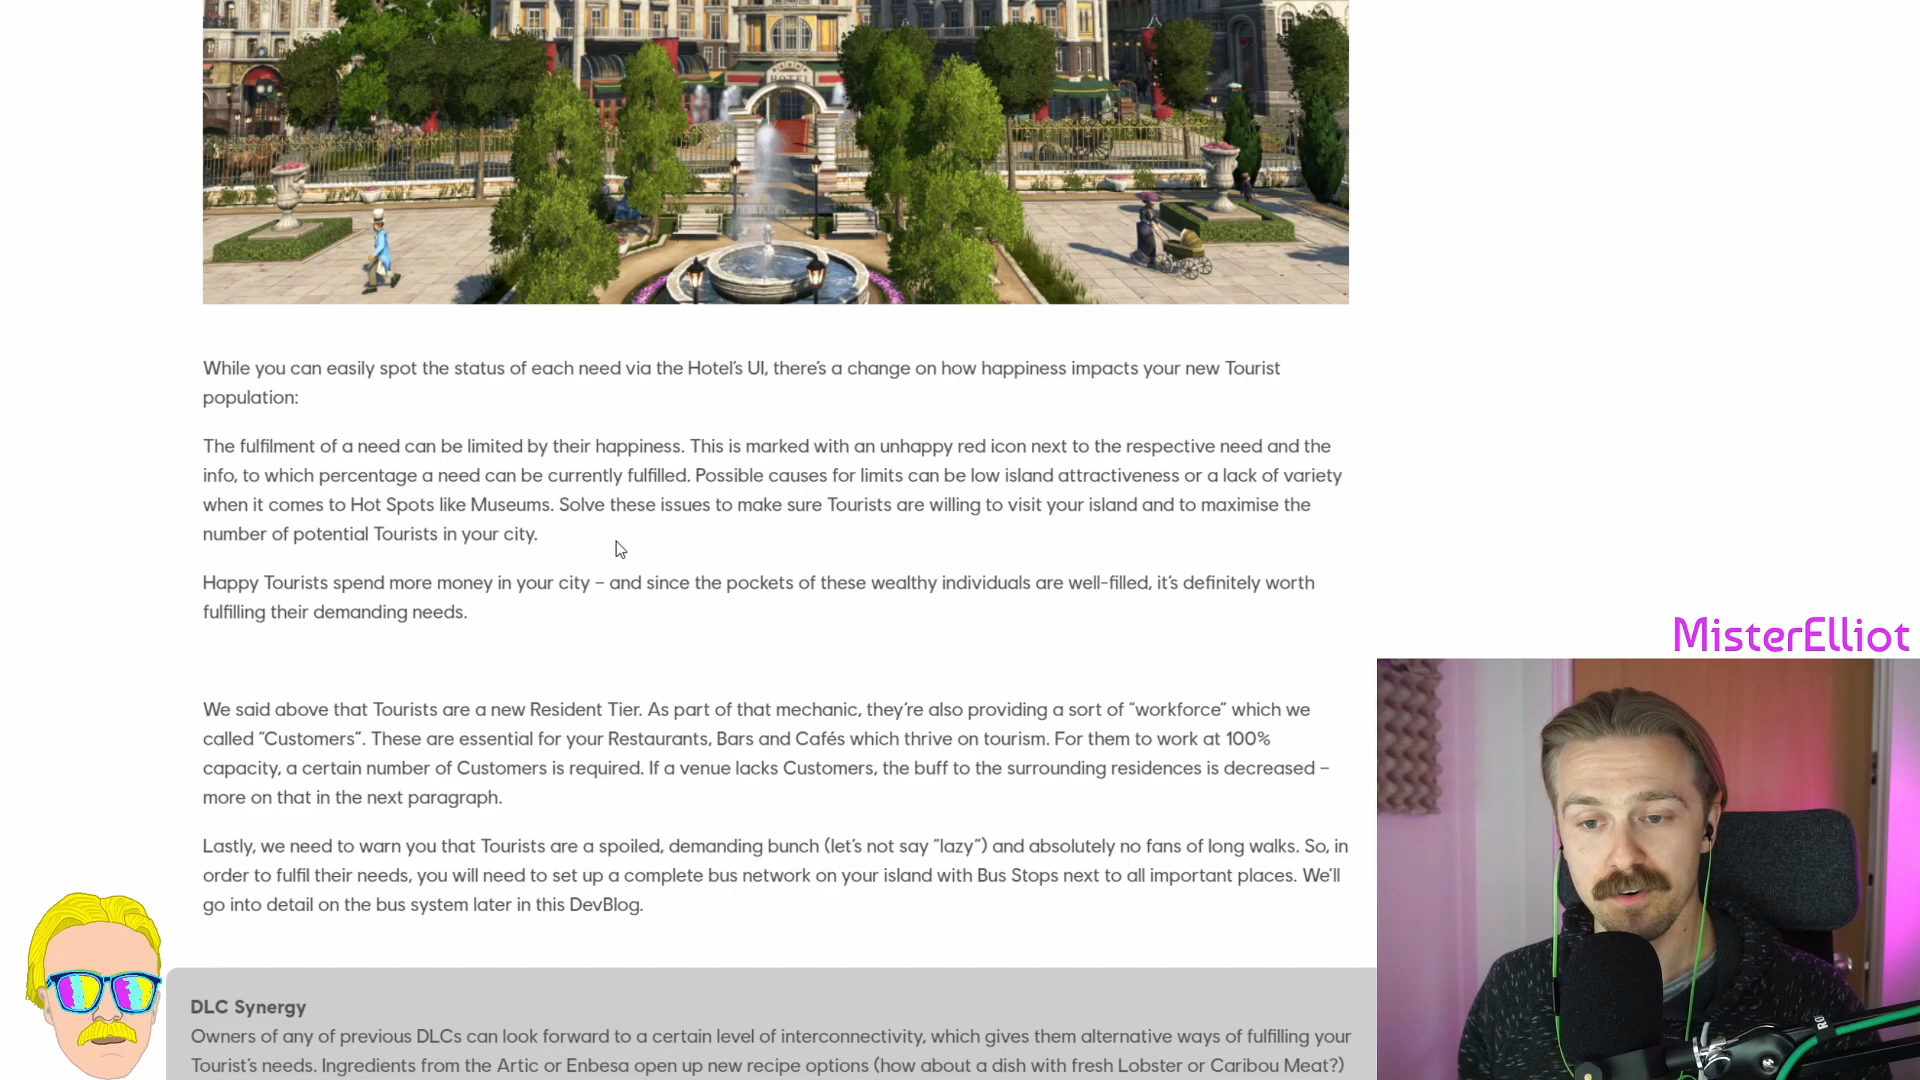 HOTEL
While you can easily spot the status of each need via the Hotel's UI, there's a change on how happiness impacts your new Tourist
population:
The fulfilment of a need can be limited by their happiness. This is marked with an unhappy red icon next to the respective need and the
info, to which percentage a need can be currently fulfilled. Possible causes for limits can be low island attractiveness or a lack of variety
when it comes to Hot Spots like Museums. Solve these issues to make sure Tourists are willing to visit your island and to maximise the
number of potential Tourists in your city.
Happy Tourists spend more money in your city – and since the pockets of these wealthy individuals are well-filled, it's definitely worth
fulfilling their demanding needs.
MisterElliot
We said above that Tourists are a new Resident Tier. As part of that mechanic, they're also providing a sort of "workforce" which we
called "Customers". These are essential for your Restaurants, Bars and Cafés which thrive on tourism. For them to work at 100%
capacity, a certain number of Customers is required. If a venue lacks Customers, the buff to the surrounding residences is decreased –
more on that in the next paragraph.
Lastly, we need to warn you that Tourists are a spoiled, demanding bunch (let's not say "lazy") and absolutely no fans of long walks. So, in
order to fulfil their needs, you will need to set up a complete bus network on your island with Bus Stops next to all important places. We'll
go into detail on the bus system later in this DevBlog.
DLC Synergy
Owners of any of previous DLCs can look forward to a certain level of interconnectivity, which gives them alternative ways of fulfilling your
Tourist's needs. Ingredients from the Artic or Enbesa open up new recipe options (how about a dish with fresh Lobster or Caribou Meat?)